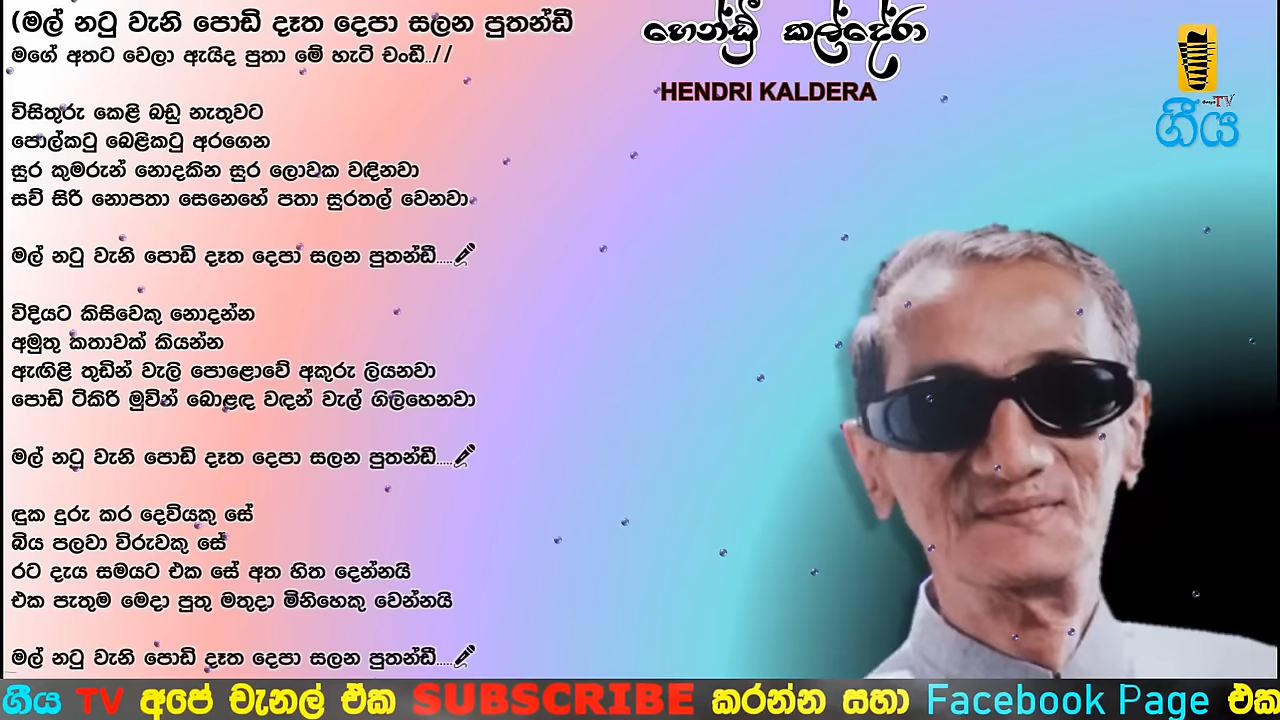 (මල් නටු වැනි පොඩි දෑත දෙපා සලන පුතන්ඩී
මගේ අතට වෙලා ඇයිද පුතා මේ හැටි චංඩී..//
විසිතුරු කෙළි බඩු නැතුවට
පොල්කටු බෙළිකටු අරගෙන
සුර කුමරුන් නොදකින සුර ලොවක වඳිනවා
සව් සිරි නොපතා සෙනෙහේ පතා සුරතල් වෙනවා
මල් නටු වැනි පොඩි දෑත දෙපා සලන පුතන්ඩී.....
විදියට කිසිවෙකු නොදන්න
අමුතු කතාවක් කියන්න
ඇඟිළි තුඩින් වැලි පොළොවේ අකුරු ලියනවා
පොඩි ටිකිරි මුවින් බොළඳ වඳන් වැල් ගිලිහෙනවා
මල් නටු වැනි පොඩි දෑත දෙපා සලන පුතන්ඩී.....
ඳුක දුරු කර දෙවියකු සේ
බිය පලවා විරුවකු සේ
රට දැය සමයට එක සේ අත හිත දෙන්නයි
එක පැතුම මෙදා පුතු මතුදා මිනිහෙකු වෙන්නයි
මල් නටු වැනි පොඩි දෑත දෙපා සලන පුතන්ඩී.....
හෙන්ඩ්‍රි කල්දේරා
HENDRI KALDERA
TV
ගීය
ගීය TV අපේ චැනල් ඒක SUBSCRIBE කරන්න සහා Facebook Page එක